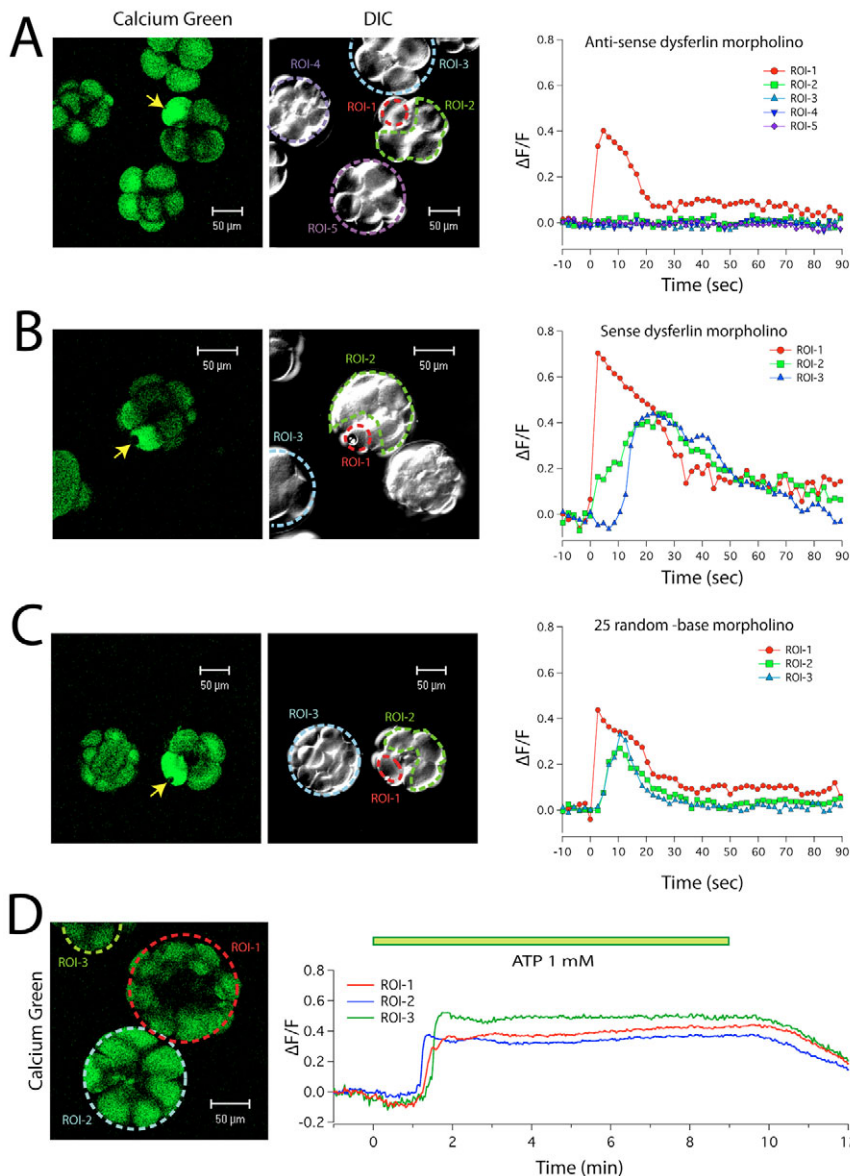 Calcium Green
DIC
A
ROI-4
ROI-3
ROI-1
ROI-2
ROI-5
50 µm
50 µm
Anti-sense dysferlin morpholino
ROI-1
ROI-2
ROI-3
ROI-4
ROI-5
0.8
0.6
0.4
0.2
0.0
ΔF/F
-10 0 10 20 30 40 50 60 70 80 90
Time (sec)
B
50 µm
50 µm
ROI-2
ROI-3
ROI-1
Sense dysferlin morpholino
ROI-1
ROI-2
ROI-3
0.8
0.6
0.4
0.2
0.0
ΔF/F
-10 0 10 20 30 40 50 60 70 80 90
Time (sec)
C
50 µm
50 µm
ROI-3
ROI-2
ROI-1
25 random -base morpholino
ROI-1
ROI-2
ROI-3
0.8
0.6
0.4
0.2
0.0
ΔF/F
-10 0 10 20 30 40 50 60 70 80 90
Time (sec)
D
Calcium Green
ROI-3
ROI-1
ROI-2
50 µm
ATP 1 mM
ROI-1
ROI-2
ROI-3
0.8
0.6
0.4
0.2
0.0
-0.2
ΔF/F
0 2 4 6 8 10 12
Time (min)